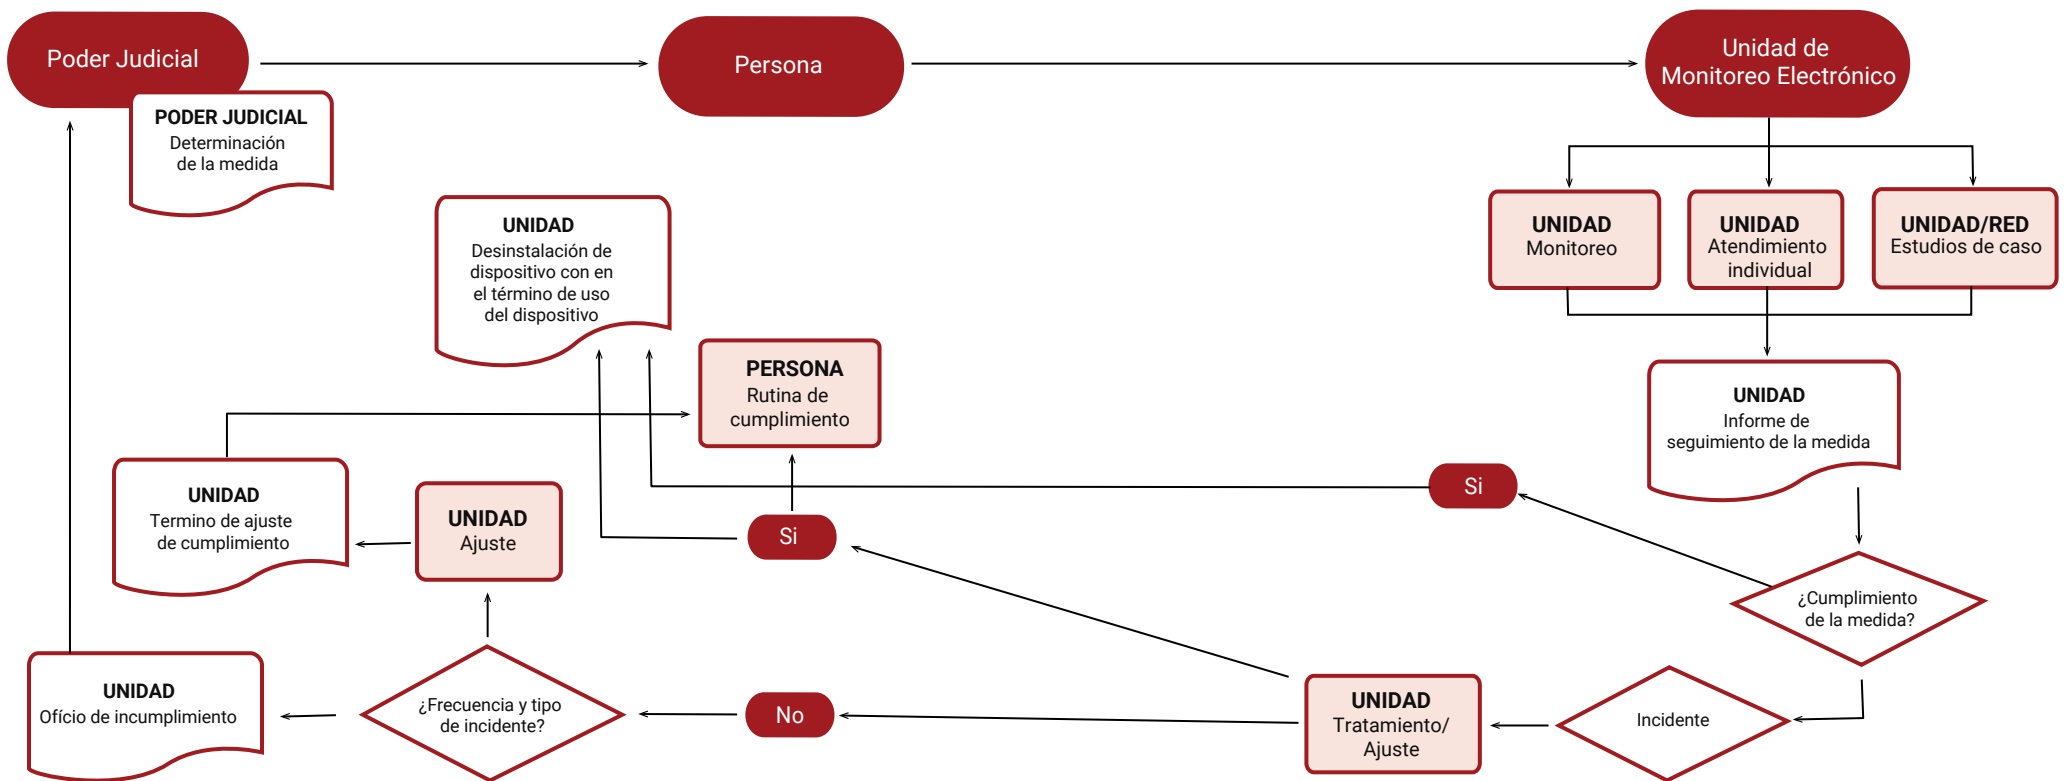 Poder Judicial
Persona
Unidad de
Monitoreo Electrónico
PODER JUDICIAL
Determinación
de la medida
UNIDAD
Desinstalación de
dispositivo con en
el término de uso
del dispositivo
UNIDAD
Monitoreo
UNIDAD
Atendimiento
individual
UNIDAD/RED
Estudios de caso
PERSONA
Rutina de
cumplimiento
UNIDAD
Informe de
seguimiento de la medida
UNIDAD
Termino de ajuste
de cumplimiento
UNIDAD
Ajuste
Si
Si
¿Cumplimiento
de la medida?
UNIDAD
Ofício de incumplimiento
¿Frecuencia y tipo
de incidente?
No
UNIDAD
Tratamiento/
Ajuste
Incidente